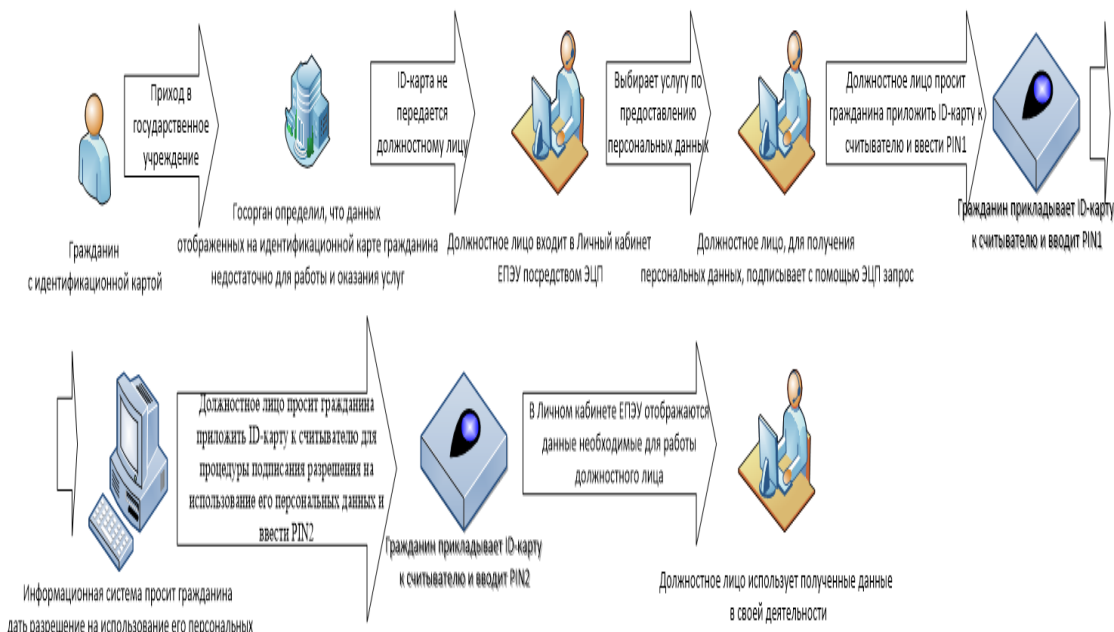 Приход в
государственное
учреждение
Гражданин
с идентификационной картой
Госорган определил, что данных
отображенных на идентификационной карте гражданина
недостаточно для работы и оказания услуг
ID-карта не
передается
должностному лицу
Должностное лицо входит в Личный кабинет
ЕПЭУ посредством ЭЦП
Выбирает услугу по
предоставлению
персональных данных
Должностное лицо, для получения
персональных данных, подписывает с помощью ЭЦП запрос
Должностное лицо просит
гражданина приложить ID-карту к
считывателю и ввести PIN1
Гражданин прикладывает ID-карту
к считывателю и вводит PIN1
Информационная система просит гражданина
дать разрешение на использование его персональных
Должностное лицо просит гражданина
приложить ID-карту к считывателю для
процедуры подписания разрешения на
использование его персональных данных и
ввести PIN2
Гражданин прикладывает ID-карту
к считывателю и вводит PIN2
В Личном кабинете ЕПЭУ отображаются
данные необходимые для работы
должностного лица
Должностное лицо использует полученные данные
в своей деятельности